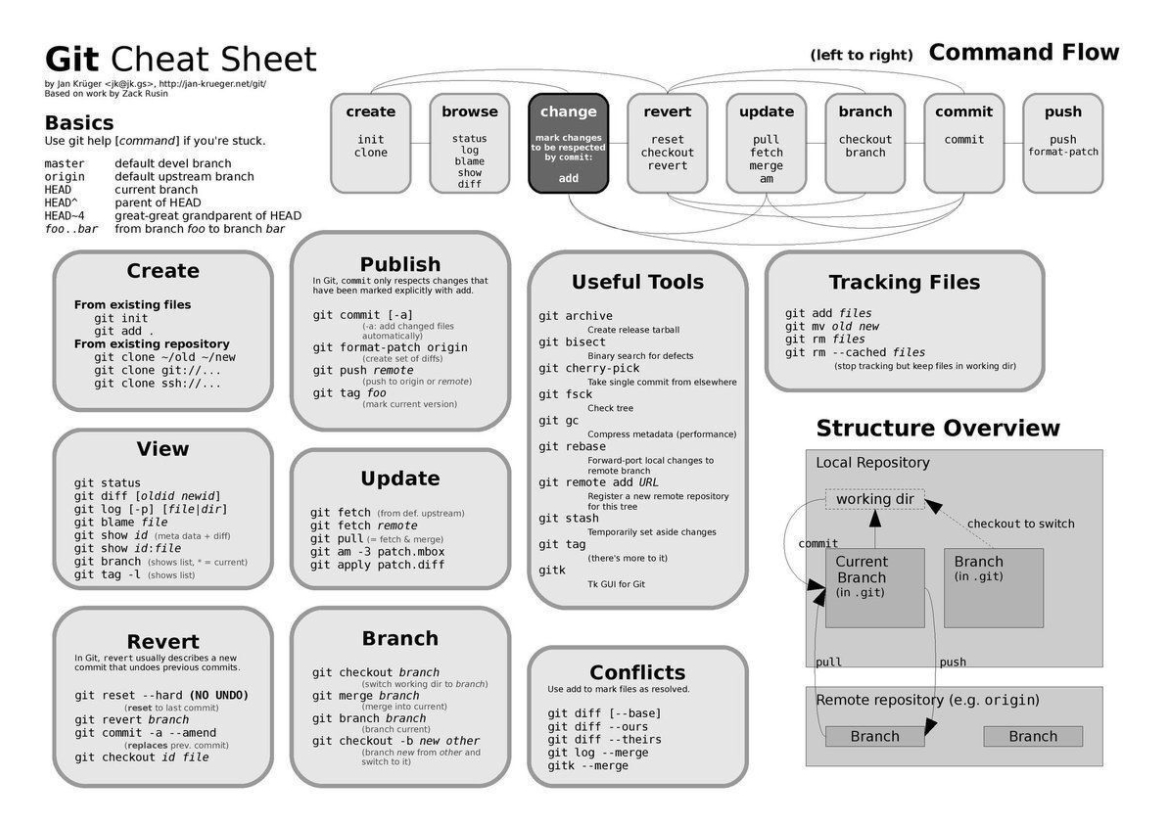 Git Cheat Sheet
by Jan Krüger <jk@jk.gs>, http://jan-krueger.net/git/
Based on work by Zack Rusin
Basics
Use git help [command] if you're stuck.
master default devel branch
origin default upstream branch
HEAD current branch
HEAD^ parent of HEAD
HEAD~4 great-great grandparent of HEAD
foo..bar from branch foo to branch bar
(left to right) Command Flow
create
init
clone
browse
status
log
blame
show
diff
change
mark changes
to be respected
by commit:
add
revert
reset
checkout
revert
update
pull
fetch
merge
am
branch
checkout
branch
commit
commit
push
push
format-patch
Create
From existing files
git init
git add .
From existing repository
git clone ~/old ~/new
git clone git://...
git clone ssh://...
View
git status
git diff [oldid newid]
git log [-p] [file|dir]
git blame file
git show id (meta data + diff)
git show id:file
git branch (shows list, * = current)
git tag -l (shows list)
Revert
In Git, revert usually describes a new
commit that undoes previous commits.
git reset --hard (NO UNDO)
(reset to last commit)
git revert branch
git commit -a --amend
(replaces prev. commit)
git checkout id file
Publish
In Git, commit only respects changes that
have been marked explicitly with add.
git commit [-a]
(-a: add changed files
automatically)
git format-patch origin
(create set of diffs)
git push remote
(push to origin or remote)
git tag foo
(mark current version)
Update
git fetch (from def. upstream)
git fetch remote
git pull (= fetch & merge)
git am -3 patch.mbox
git apply patch.diff
Branch
git checkout branch
(switch working dir to branch)
git merge branch
(merge into current)
git branch branch
(branch current)
git checkout -b new other
(branch new from other and
switch to it)
Useful Tools
git archive
Create release tarball
git bisect
Binary search for defects
git cherry-pick
Take single commit from elsewhere
git fsck
Check tree
git gc
Compress metadata (performance)
git rebase
Forward-port local changes to
remote branch
git remote add URL
Register a new remote repository
for this tree
git stash
Temporarily set aside changes
git tag
(there's more to it)
gitk
Tk GUI for Git
Conflicts
Use add to mark files as resolved.
git diff [--base]
git diff --ours
git diff --theirs
git log --merge
gitk --merge
Tracking Files
git add files
git mv old new
git rm files
git rm --cached files
(stop tracking but keep files in working dir)
Structure Overview
Local Repository
working dir
checkout to switch
commit
Current
Branch
(in .git)
Branch
(in .git)
pull
push
Remote repository (e.g. origin)
Branch
Branch